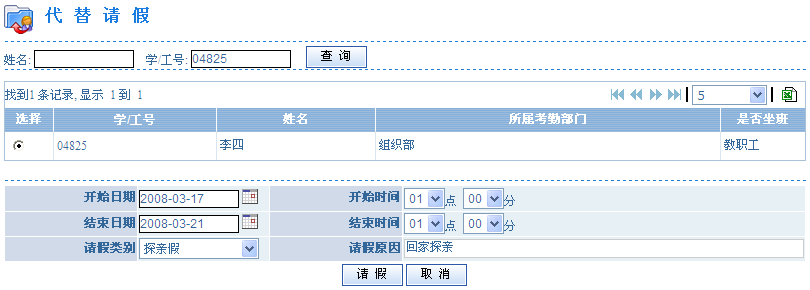 代 替 请 假
姓名: 学/工号: 04825 查 询
找到1 条记录, 显示 1 到 1 5
选择 学/工号 姓名 所属考勤部门 是否坐班
04825 李四 组织部 教职工
开始日期 2008-03-17 开始时间 01 点 00 分
结束日期 2008-03-21 结束时间 01 点 00 分
请假类别 探亲假 请假原因 回家探亲
请 假 取 消